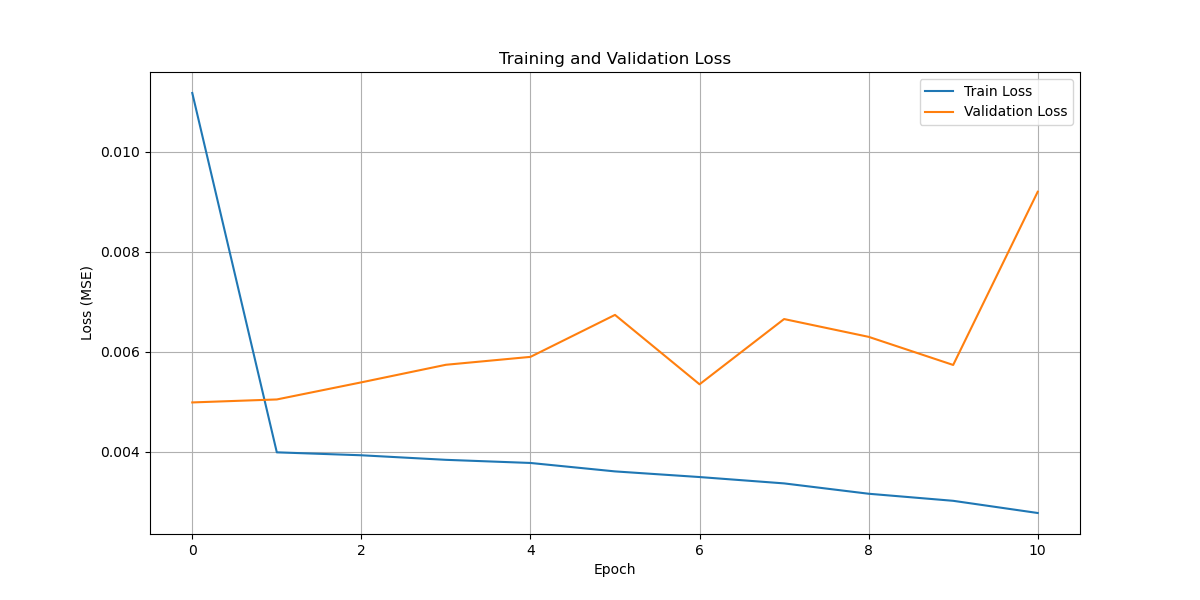 Training and Validation Loss
Train Loss
Validation Loss
0.010
0.008
0.006
0.004
Loss (MSE)
0
2
4
6
8
10
Epoch